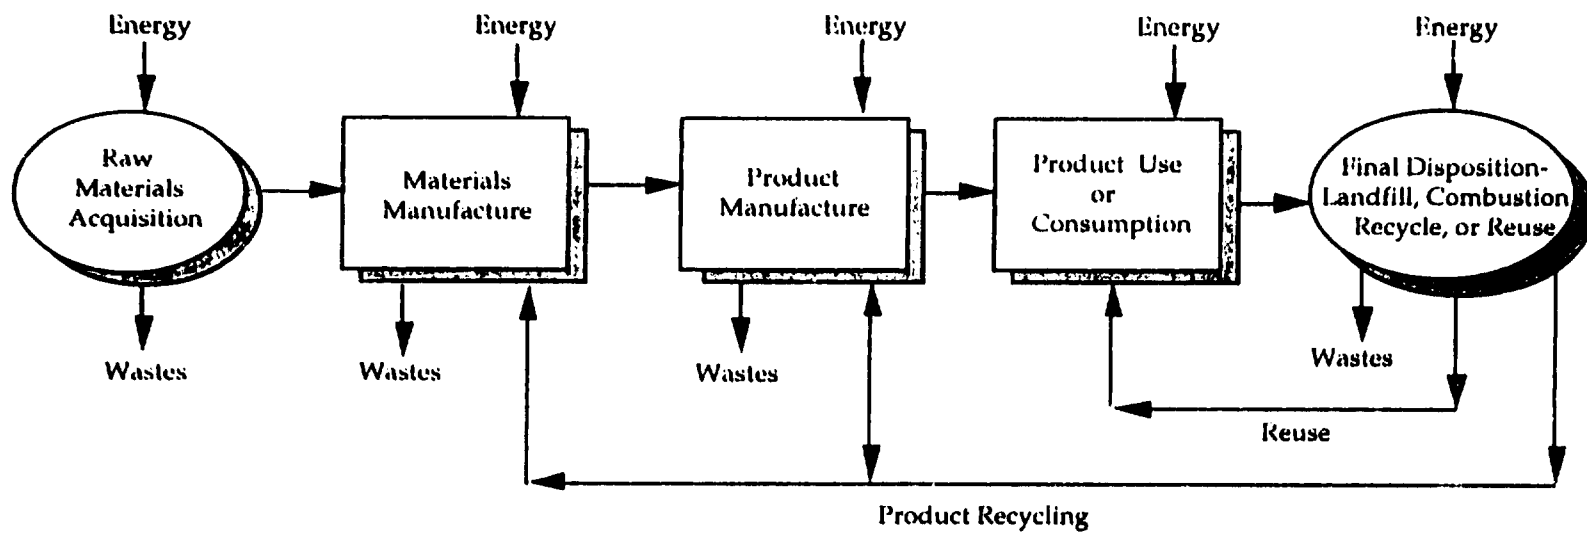 Energy
Energy
Energy
Energy
Energy
Raw
Materials
Acquisition
Materials
Manufacture
Product
Manufacture
Product Use
or
Consumption
Final Disposition-
Landfill, Combustion
Recycle, or Reuse
Wastes
Wastes
Wastes
Wastes
Reuse
Product Recycling